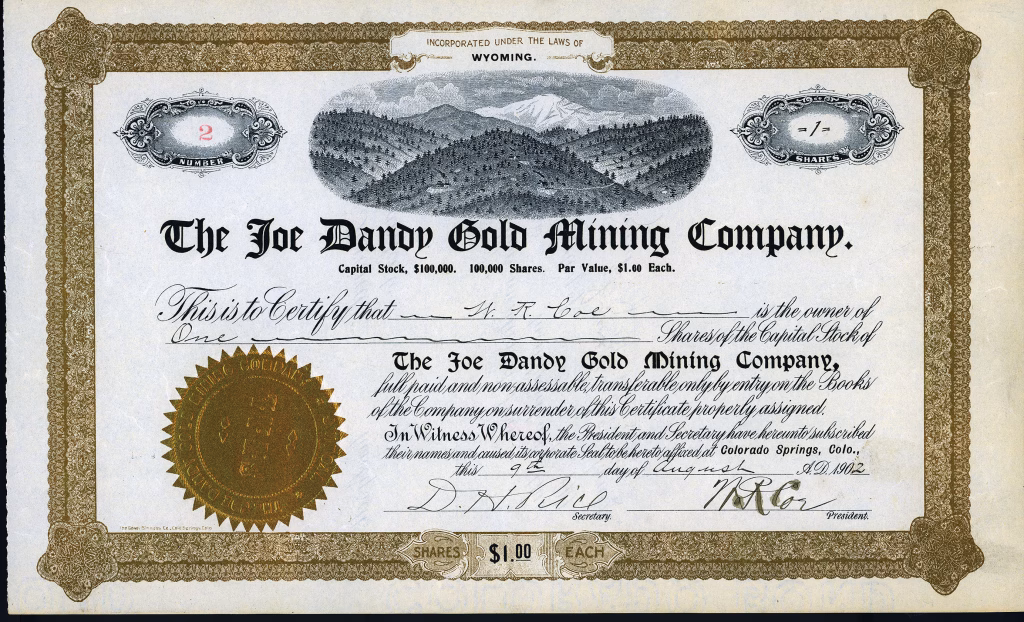 INCORPORATED UNDER THE LAWS OF
WYOMING.
2
NUMBER
=1=
SHARES
The Joe Dandy Gold Mining Company.
Capital Stock, $100,000. 100,000 Shares. Par Value, $1.00 Each.
This is to Certify that W. R. Coe is the owner of
One Shares of the Capital Stock of
The Joe Dandy Gold Mining Company,
full paid and non-assessable, transferable only by entry on the Books
of the Company on surrender of this Certificate properly assigned.
In Witness Whereof, the President and Secretary have hereunto subscribed
their names and caused its corporate Seal to be hereto affixed, at Colorado Springs, Colo.,
this 9th day of August A.D. 1902
D. H. Rice W. R. Coe
Secretary. President.
SHARES $1.00 EACH